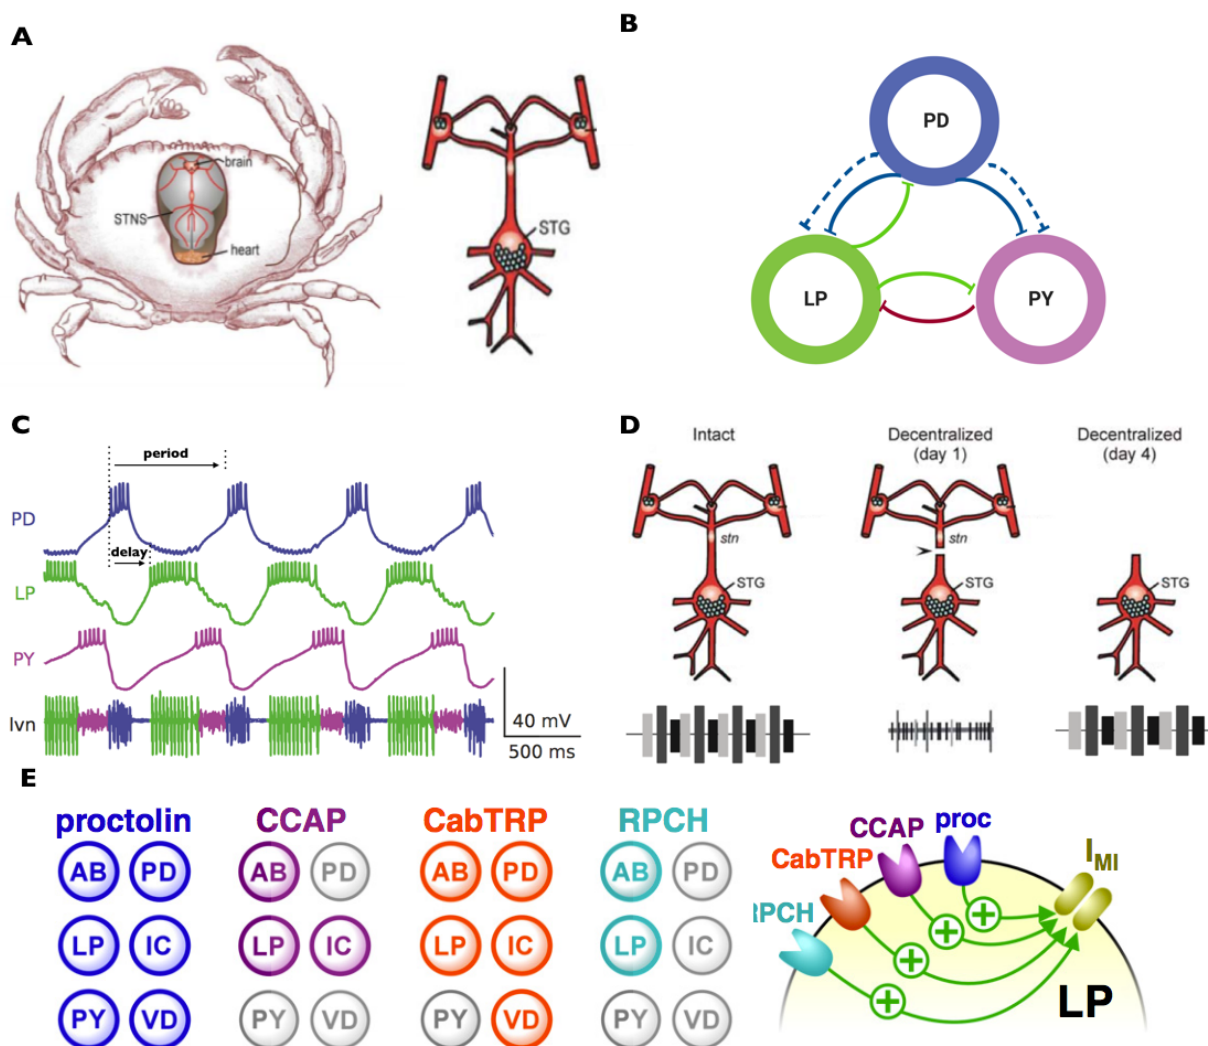 A
brain
STNS
heart
STG
B
PD
LP
PY
C
period
PD
delay
LP
PY
lvn
40 mV
500 ms
D
Intact
Decentralized
(day 1)
Decentralized
(day 4)
stn
stn
STG
STG
STG
E
proctolin
AB PD
LP IC
PY VD
CCAP
AB PD
LP IC
PY VD
CabTRP
AB PD
LP IC
PY VD
RPCH
AB PD
LP IC
PY VD
CCAP
proc
CabTRP
IMI
RPCH
LP